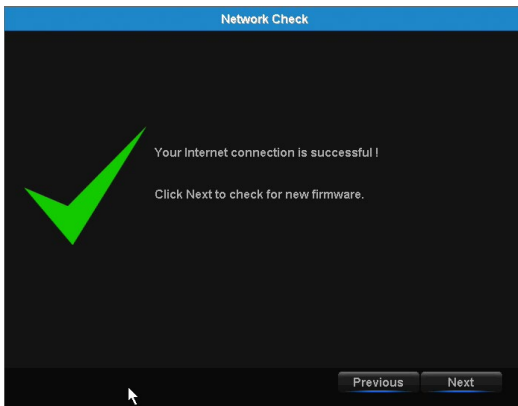 Network Check
Your Internet connection is successful !
Click Next to check for new firmware.
Previous Next